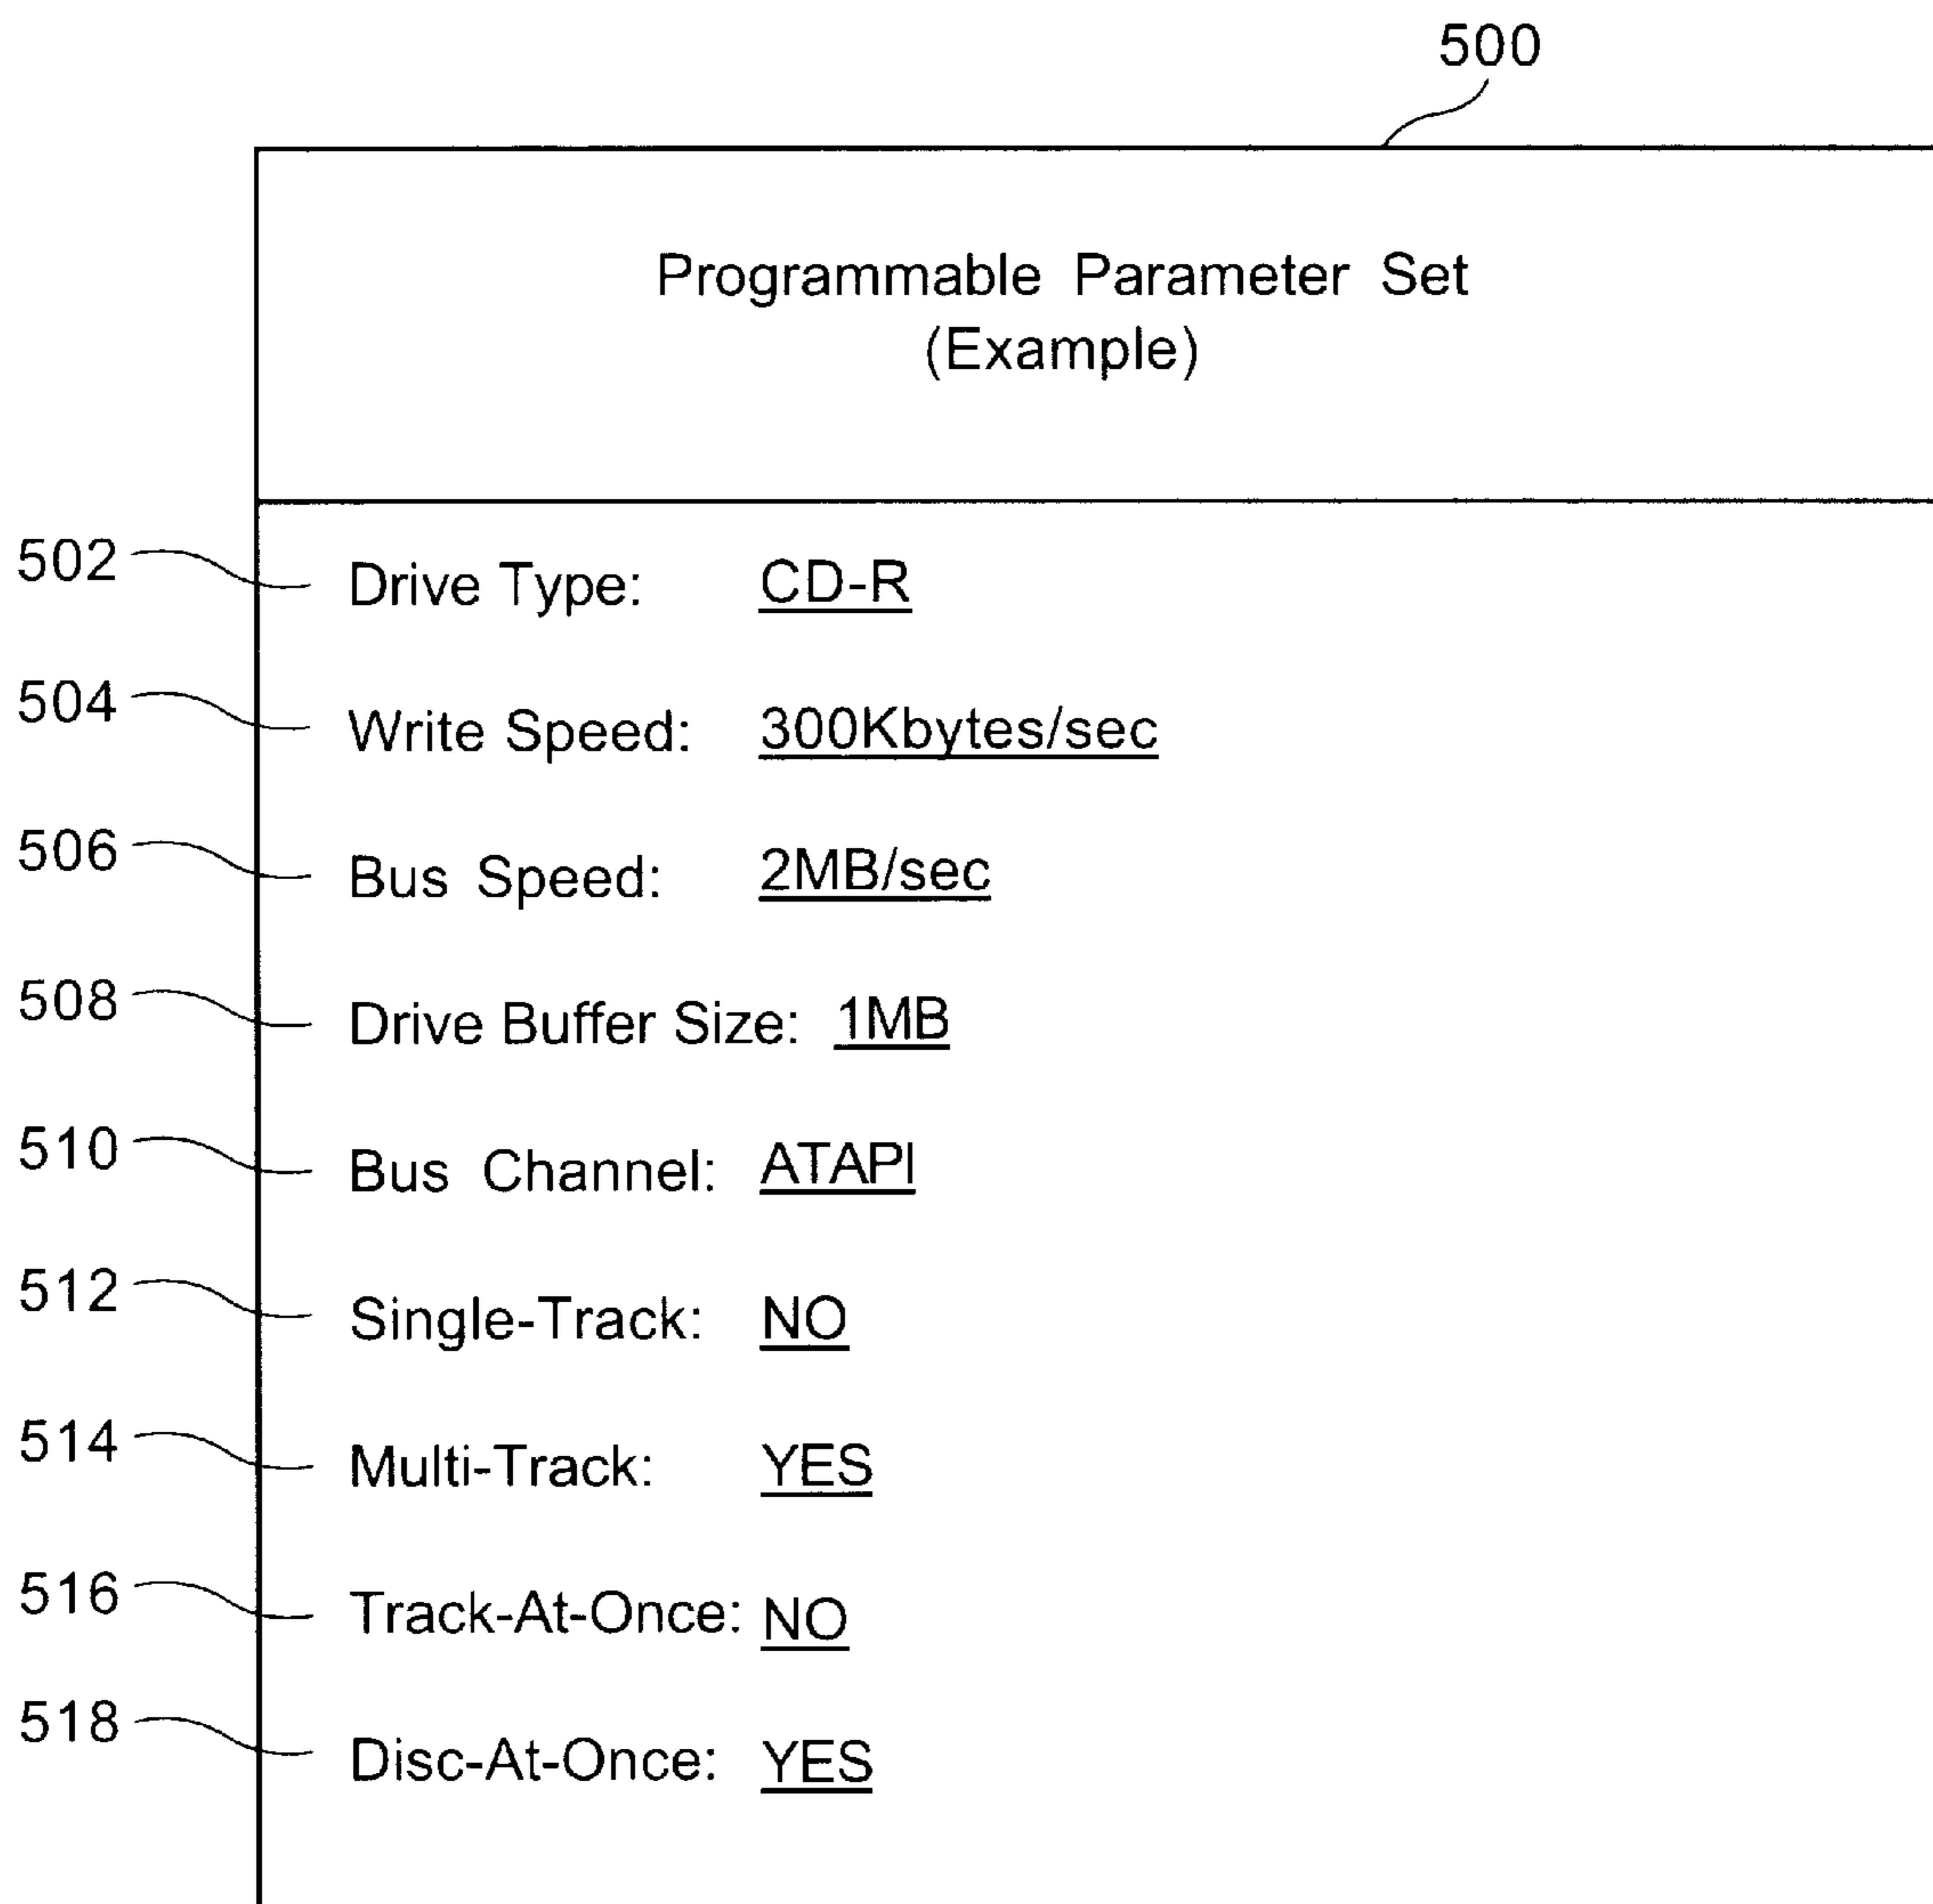 500
Programmable Parameter Set
(Example)
502 Drive Type: CD-R
504 Write Speed: 300Kbytes/sec
506 Bus Speed: 2MB/sec
508 Drive Buffer Size: 1MB
510 Bus Channel: ATAPI
512 Single-Track: NO
514 Multi-Track: YES
516 Track-At-Once: NO
518 Disc-At-Once: YES